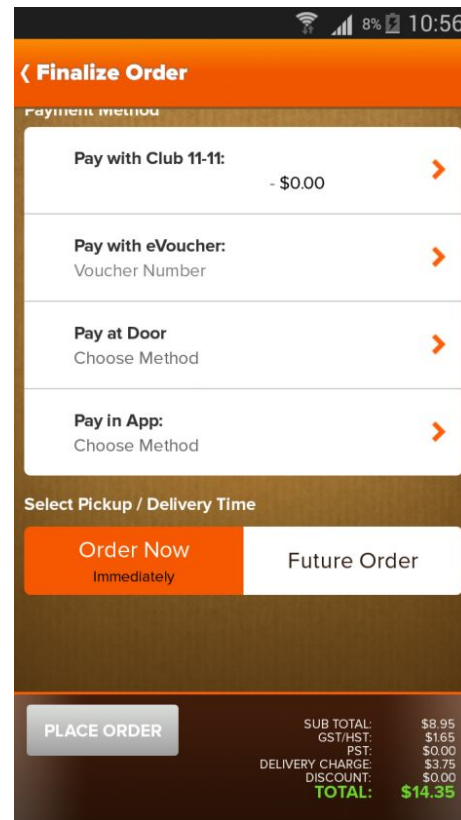 8% 10:56
Finalize Order
Payment Method
Pay with Club 11-11:
- $0.00
Pay with eVoucher:
Voucher Number
Pay at Door
Choose Method
Pay in App:
Choose Method
Select Pickup / Delivery Time
Order Now
Immediately
Future Order
PLACE ORDER
SUB TOTAL: $8.95
GST/HST: $1.65
PST: $0.00
DELIVERY CHARGE: $3.75
DISCOUNT: $0.00
TOTAL: $14.35